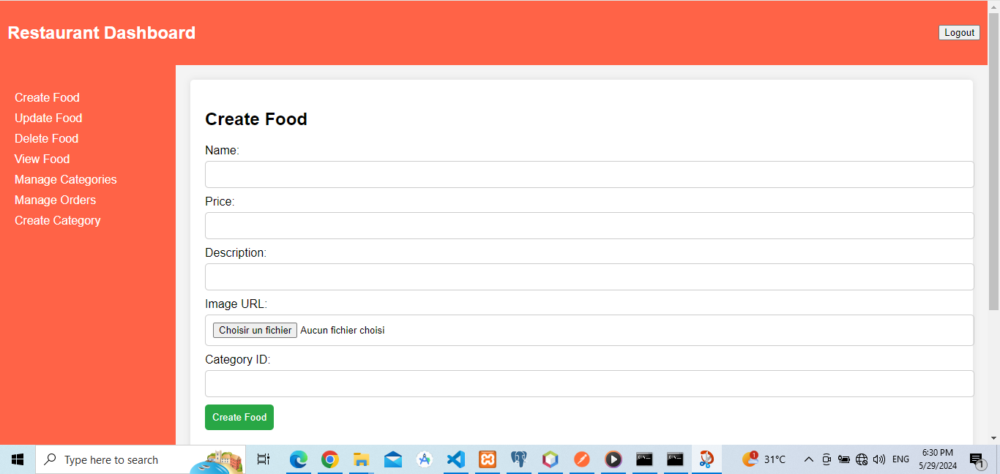 Restaurant Dashboard
Logout
Create Food
Update Food
Delete Food
View Food
Manage Categories
Manage Orders
Create Category
Create Food
Name:
Price:
Description:
Image URL:
Choisir un fichier Aucun fichier choisi
Category ID:
Create Food
Type here to search
1
31°C
ENG
6:30 PM
5/29/2024
1